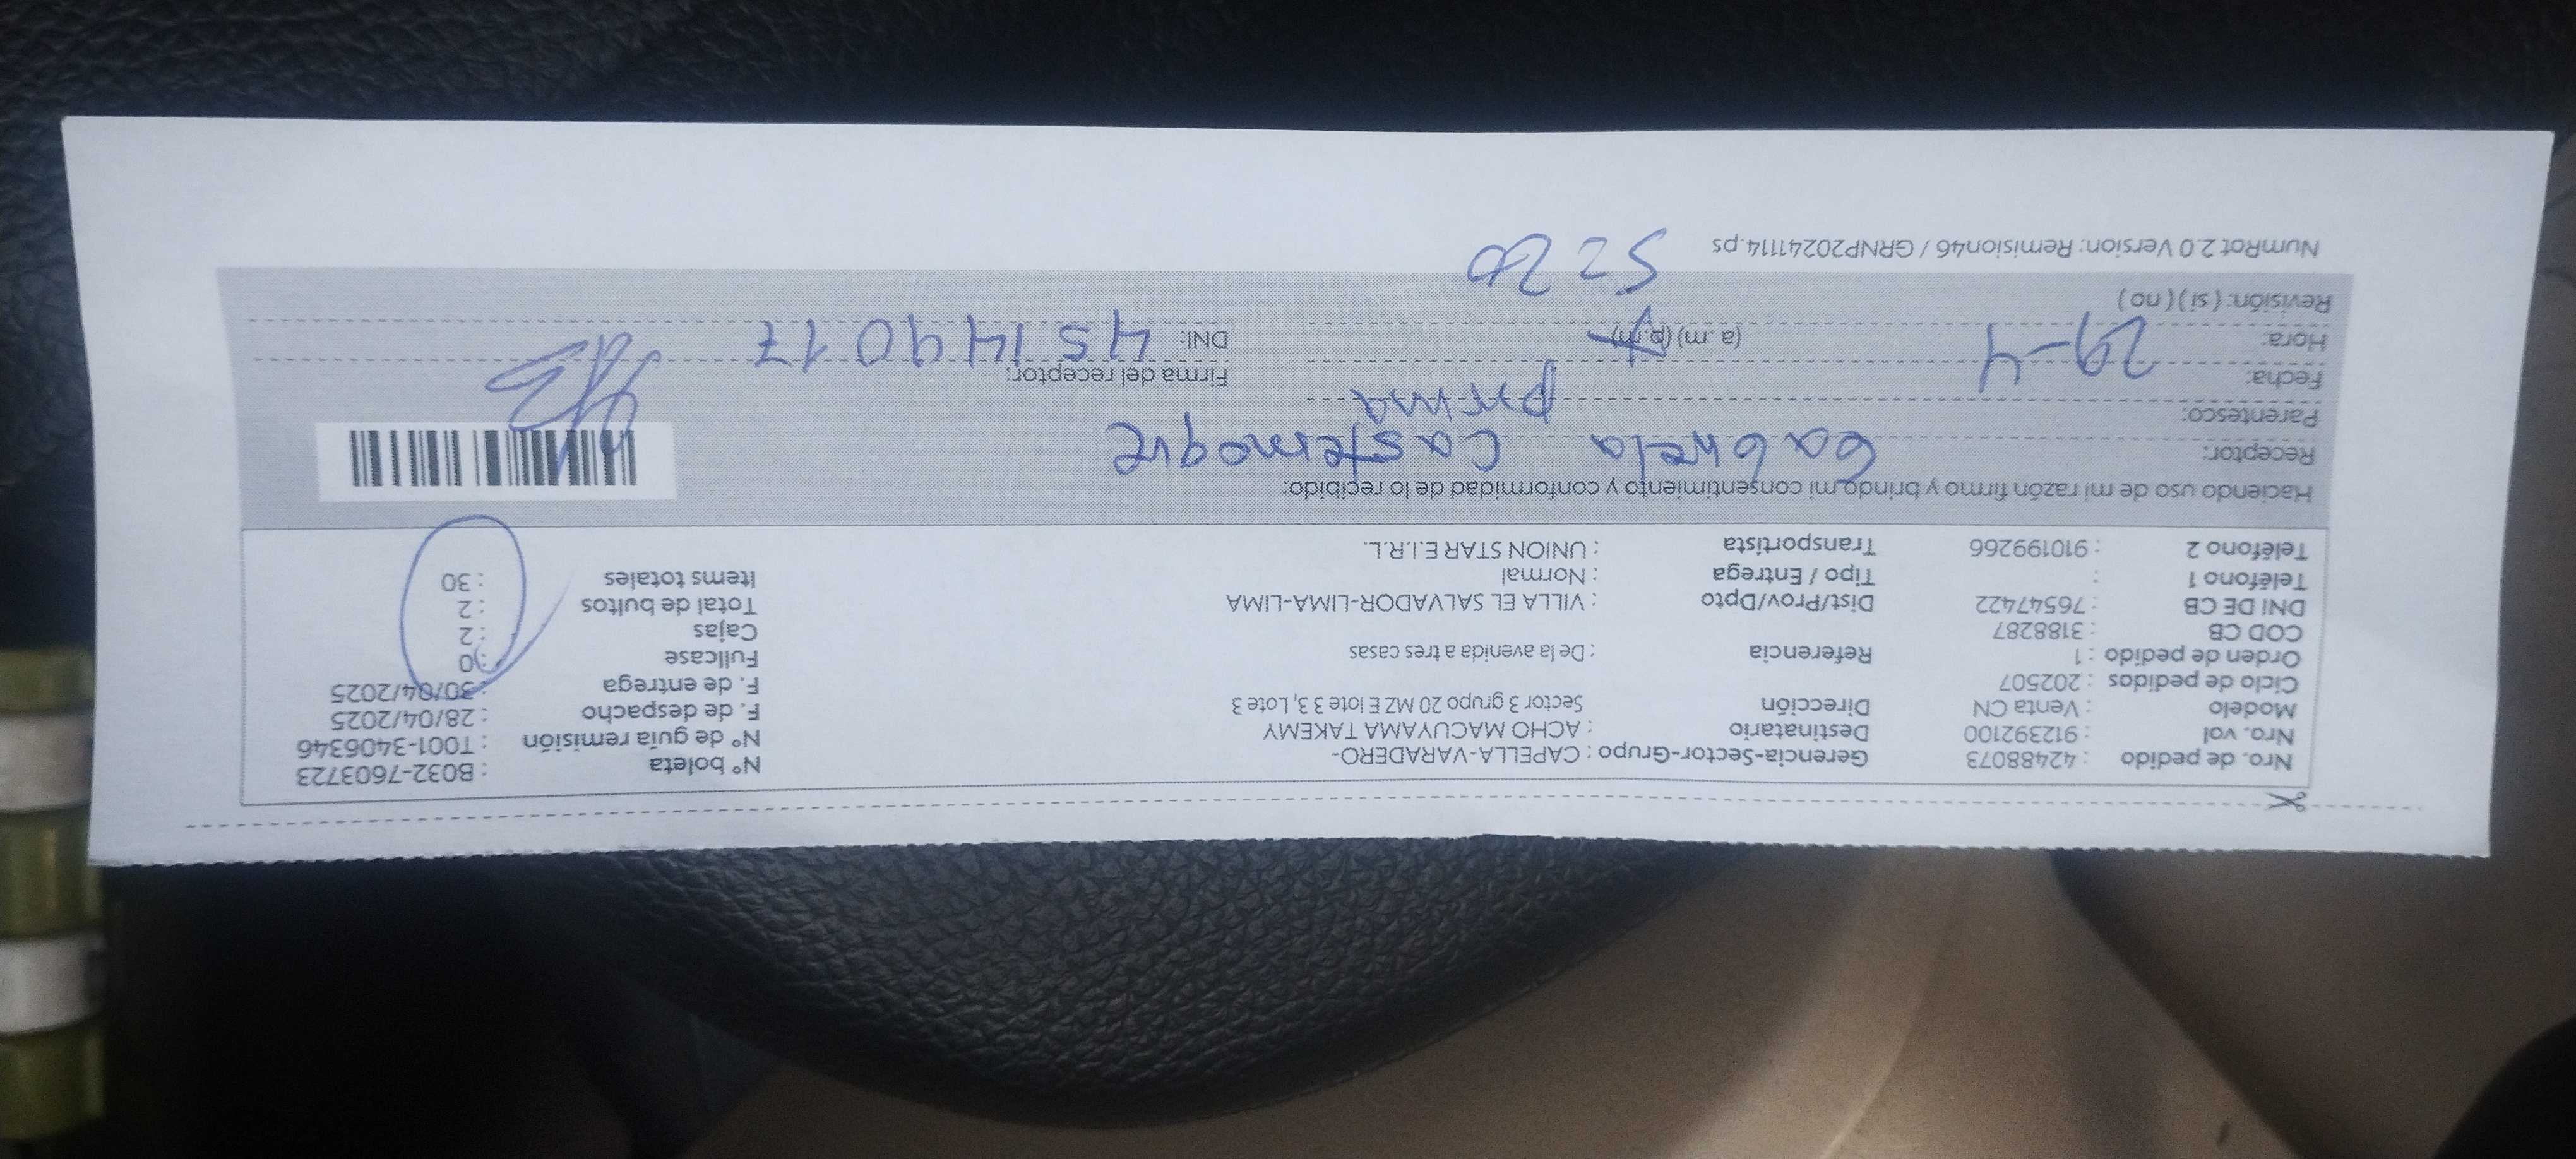 Nro. de pedido : 42488073 Gerencia-Sector-Grupo : CAPELLA-VARADERO- N° boleta : B032-7603723
Nro. vol : 912392100 Destinatario : ACHO MACUYAMA TAKEMY N° de guía remisión : T001-3406346
Modelo : Venta CN Dirección Sector 3 grupo 20 MZ E lote 3 3, Lote 3 F. de despacho : 28/04/2025
Ciclo de pedidos : 202507 F. de entrega : 30/04/2025
Orden de pedido : 1 Referencia : De la avenida a tres casas Fullcase : 0
COD CB : 3188287 Cajas : 2
DNI DE CB : 76547422 Dist/Prov/Dpto : VILLA EL SALVADOR-LIMA-LIMA Total de bultos : 2
Teléfono 1 : Tipo / Entrega : Normal Items totales : 30
Teléfono 2 : 910199266 Transportista : UNION STAR E.I.R.L.
Haciendo uso de mi razón firmo y brindo mi consentimiento y conformidad de lo recibido:
Receptor: Gabriela
Parentesco: prima
Fecha: 29-4 Firma del receptor:
Hora: (a .m) (p.m) DNI: 45144017
Revisión: ( si ) ( no )
NumRot 2.0 Version: Remision46 / GRNP20241114.ps